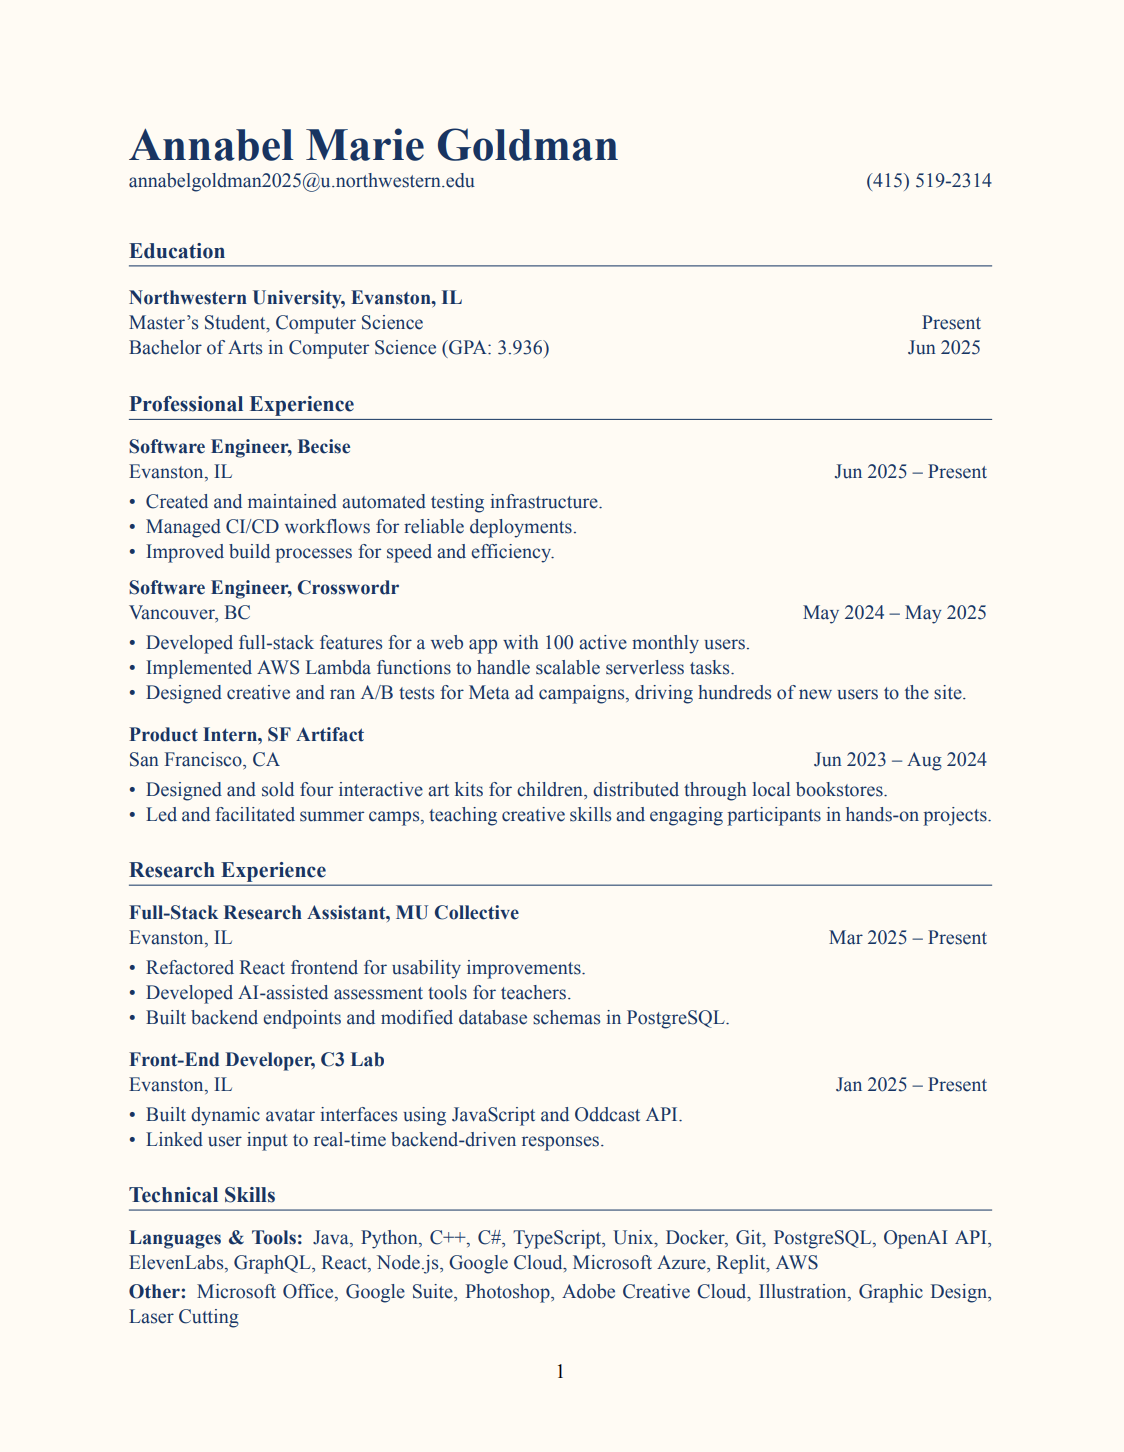 Annabel Marie Goldman
annabelgoldman2025@u.northwestern.edu (415) 519-2314
Education
Northwestern University, Evanston, IL
Master’s Student, Computer Science Present
Bachelor of Arts in Computer Science (GPA: 3.936) Jun 2025
Professional Experience
Software Engineer, Becise
Evanston, IL Jun 2025 – Present
• Created and maintained automated testing infrastructure.
• Managed CI/CD workflows for reliable deployments.
• Improved build processes for speed and efficiency.
Software Engineer, Crosswordr
Vancouver, BC May 2024 – May 2025
• Developed full-stack features for a web app with 100 active monthly users.
• Implemented AWS Lambda functions to handle scalable serverless tasks.
• Designed creative and ran A/B tests for Meta ad campaigns, driving hundreds of new users to the site.
Product Intern, SF Artifact
San Francisco, CA Jun 2023 – Aug 2024
• Designed and sold four interactive art kits for children, distributed through local bookstores.
• Led and facilitated summer camps, teaching creative skills and engaging participants in hands-on projects.
Research Experience
Full-Stack Research Assistant, MU Collective
Evanston, IL Mar 2025 – Present
• Refactored React frontend for usability improvements.
• Developed AI-assisted assessment tools for teachers.
• Built backend endpoints and modified database schemas in PostgreSQL.
Front-End Developer, C3 Lab
Evanston, IL Jan 2025 – Present
• Built dynamic avatar interfaces using JavaScript and Oddcast API.
• Linked user input to real-time backend-driven responses.
Technical Skills
Languages & Tools: Java, Python, C++, C#, TypeScript, Unix, Docker, Git, PostgreSQL, OpenAI API,
ElevenLabs, GraphQL, React, Node.js, Google Cloud, Microsoft Azure, Replit, AWS
Other: Microsoft Office, Google Suite, Photoshop, Adobe Creative Cloud, Illustration, Graphic Design,
Laser Cutting
1